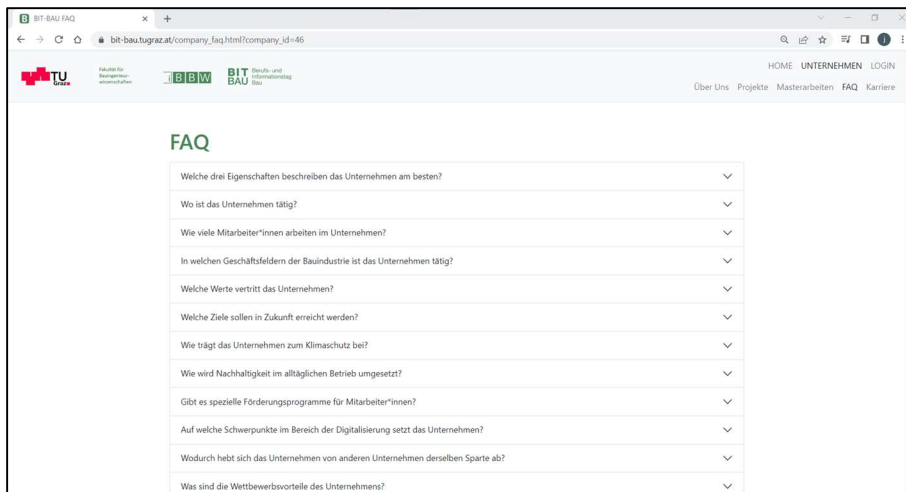 BIT-BAU FAQ
bit-bau.tugraz.at/company_faq.html?company_id=46
TU
Graz
Fakultät für
Bauingenieur-
wissenschaften
BBW
BIT Berufs- und
BAU Informationstag
Bau
HOME UNTERNEHMEN LOGIN
Über Uns Projekte Masterarbeiten FAQ Karriere
FAQ
Welche drei Eigenschaften beschreiben das Unternehmen am besten?
Wo ist das Unternehmen tätig?
Wie viele Mitarbeiter*innen arbeiten im Unternehmen?
In welchen Geschäftsfeldern der Bauindustrie ist das Unternehmen tätig?
Welche Werte vertritt das Unternehmen?
Welche Ziele sollen in Zukunft erreicht werden?
Wie trägt das Unternehmen zum Klimaschutz bei?
Wie wird Nachhaltigkeit im alltäglichen Betrieb umgesetzt?
Gibt es spezielle Förderungsprogramme für Mitarbeiter*innen?
Auf welche Schwerpunkte im Bereich der Digitalisierung setzt das Unternehmen?
Wodurch hebt sich das Unternehmen von anderen Unternehmen derselben Sparte ab?
Was sind die Wettbewerbsvorteile des Unternehmens?